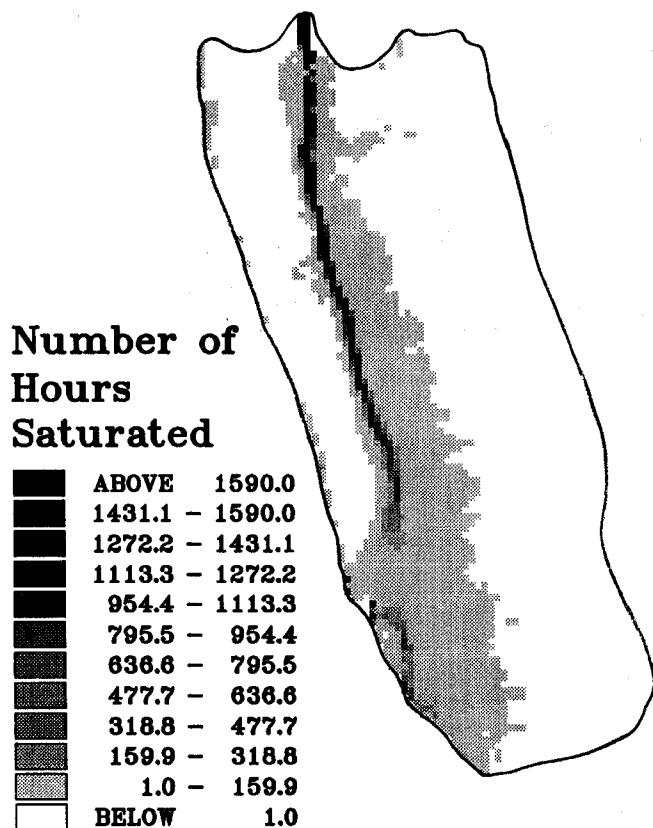 Number of
Hours
Saturated
ABOVE 1590.0
1431.1 – 1590.0
1272.2 – 1431.1
1113.3 – 1272.2
954.4 – 1113.3
795.5 – 954.4
636.6 – 795.5
477.7 – 636.6
318.8 – 477.7
159.9 – 318.8
1.0 – 159.9
BELOW 1.0